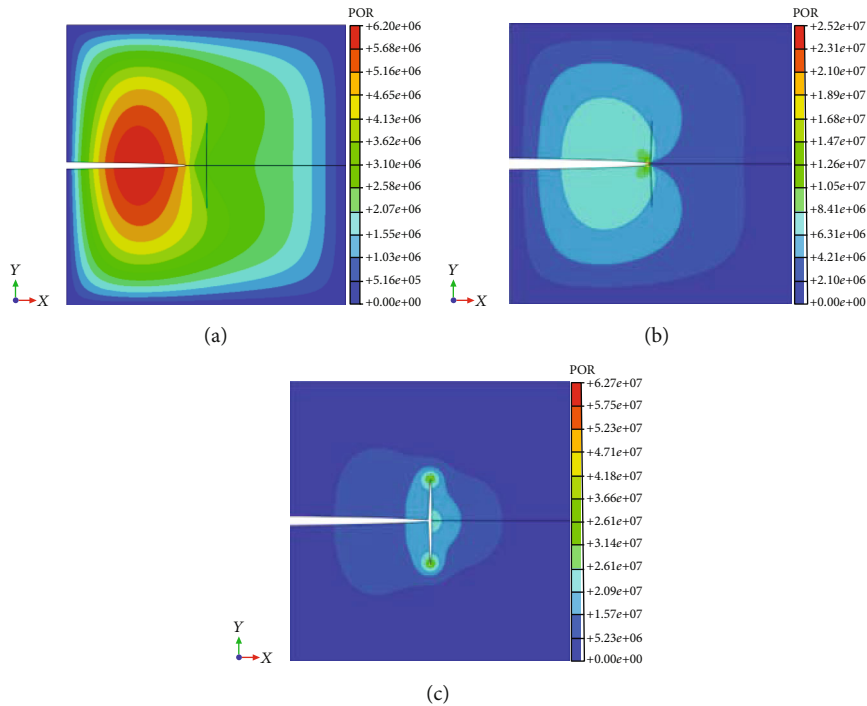 POR
+6.20e+06
+5.68e+06
+5.16e+06
+4.65e+06
+4.13e+06
+3.62e+06
+3.10e+06
+2.58e+06
+2.07e+06
+1.55e+06
+1.03e+06
+5.16e+05
+0.00e+00
Y
X
(a)
POR
+2.52e+07
+2.31e+07
+2.10e+07
+1.89e+07
+1.68e+07
+1.47e+07
+1.26e+07
+1.05e+07
+8.41e+06
+6.31e+06
+4.21e+06
+2.10e+06
+0.00e+00
Y
X
(b)
POR
+6.27e+07
+5.75e+07
+5.23e+07
+4.71e+07
+4.18e+07
+3.66e+07
+2.61e+07
+3.14e+07
+2.61e+07
+2.09e+07
+1.57e+07
+5.23e+06
+0.00e+00
Y
X
(c)